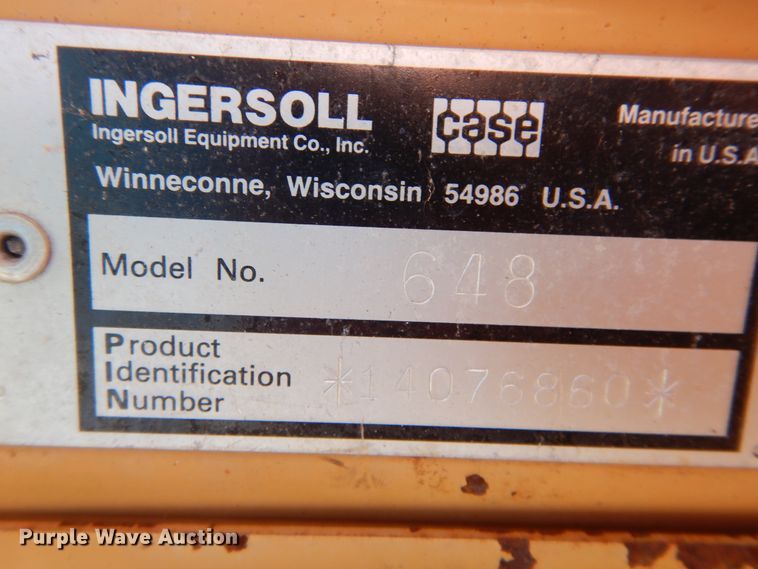 INGERSOLL
Ingersoll Equipment Co., Inc.
case
Manufacture
in U.S.A
Winneconne, Wisconsin 54986 U.S.A.
Model No. 648
Product
Identification
Number
*14076860*
Purple Wave Auction